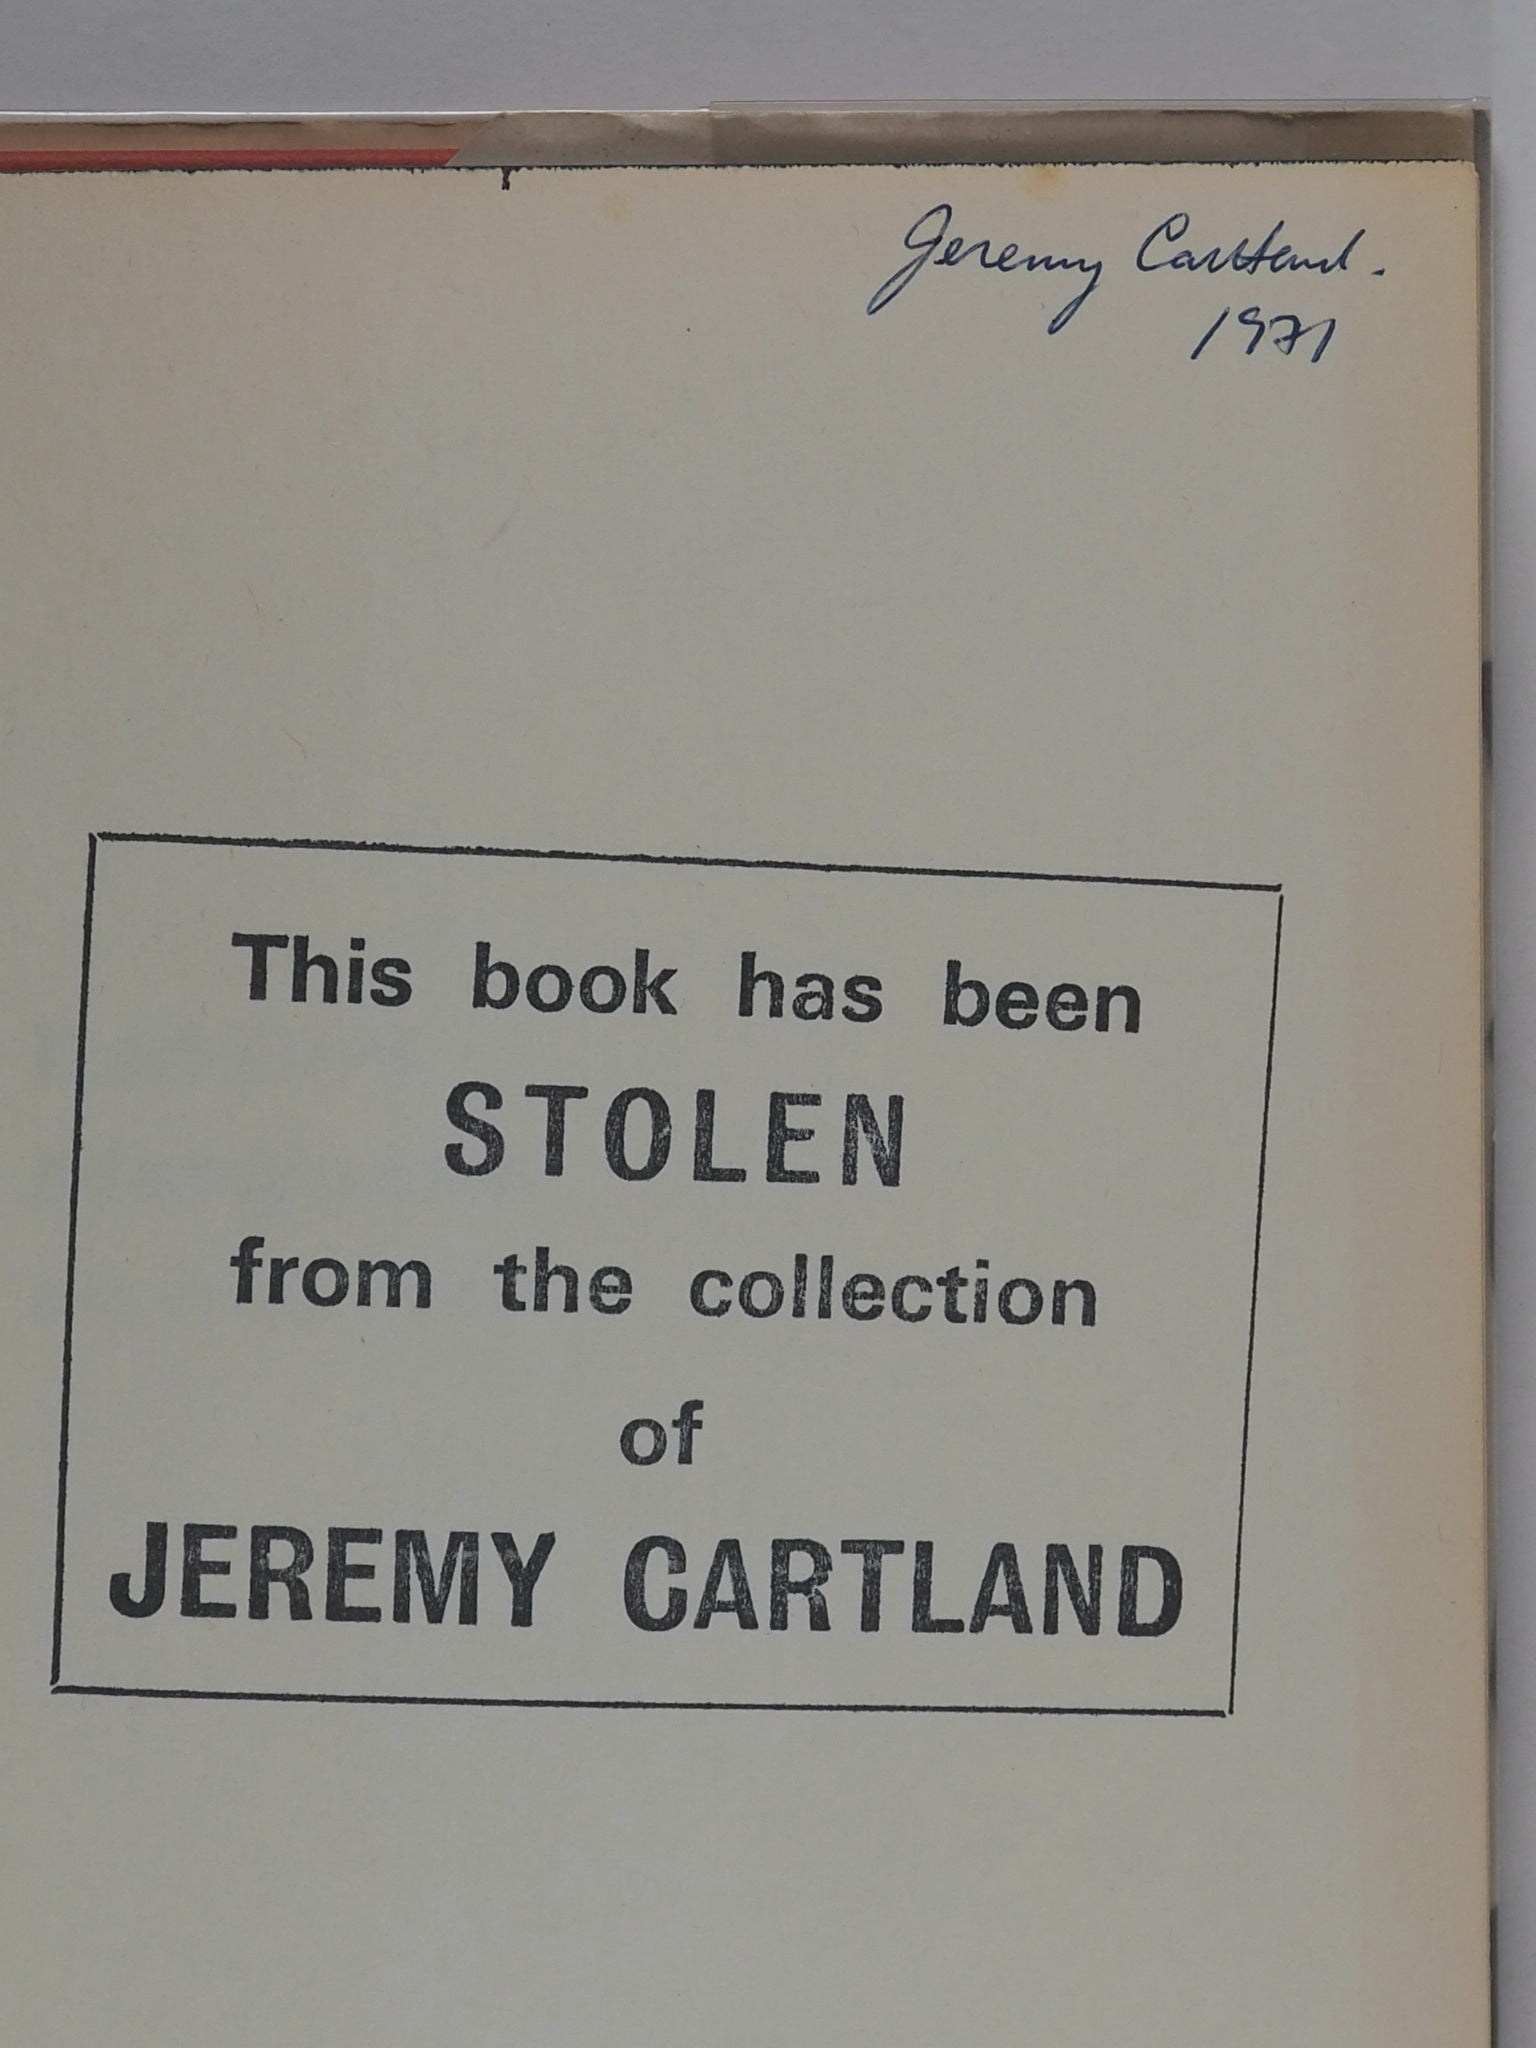 Jeremy Cartland.
1971
This book has been
STOLEN
from the collection
of
JEREMY CARTLAND